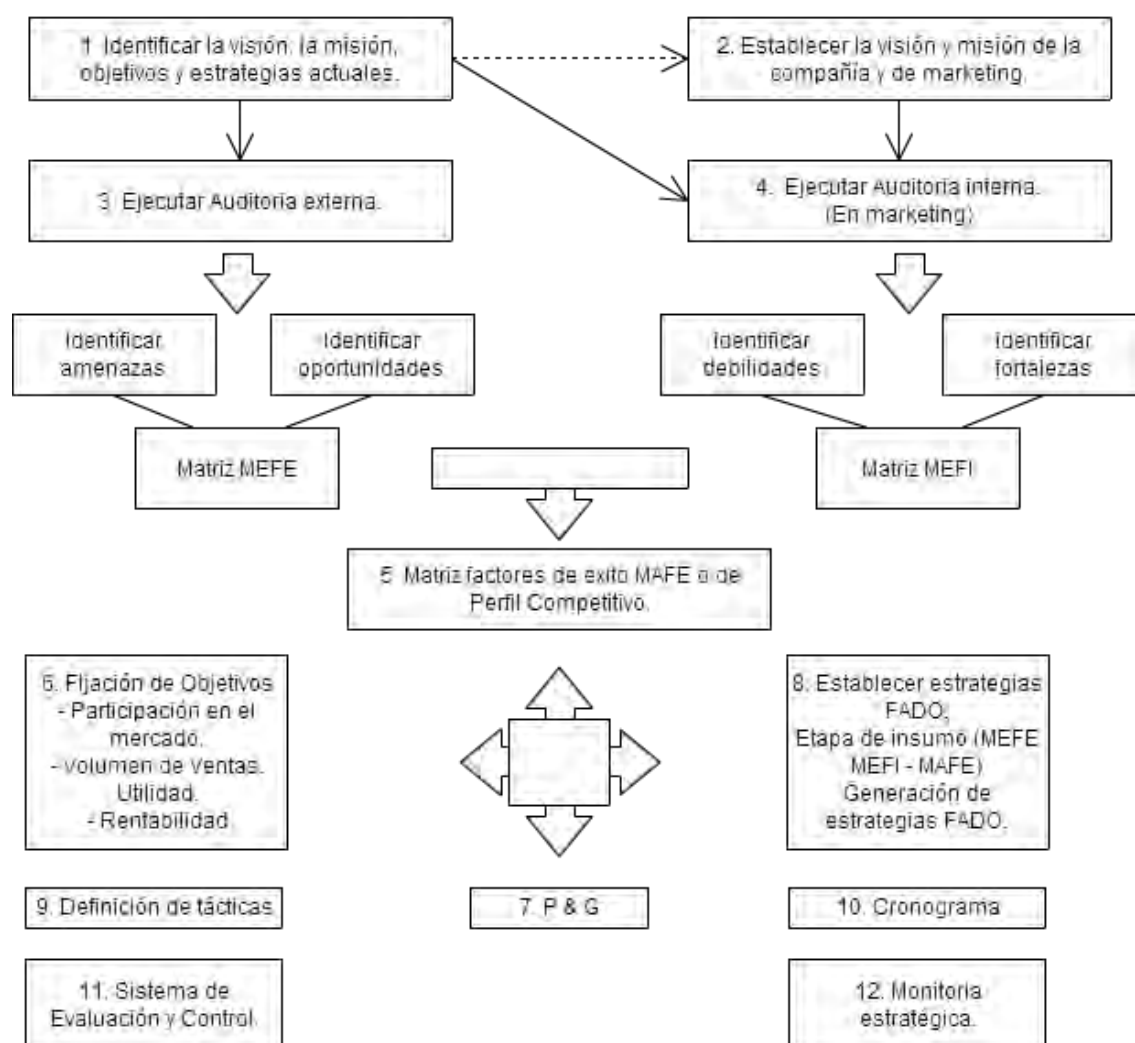 1. Identificar la visión, la misión,
objetivos y estrategias actuales.
2. Establecer la visión y misión de la
compañía y de marketing.
3. Ejecutar Auditoria externa.
4. Ejecutar Auditoria interna.
(En marketing)
Identificar
amenazas
Identificar
oportunidades
Identificar
debilidades
Identificar
fortalezas
Matriz MEFE
Matriz MEFI
5. Matriz factores de exito MAFE o de
Perfil Competitivo.
6. Fijación de Objetivos
- Participación en el
mercado.
- Volumen de Ventas.
Utilidad.
- Rentabilidad.
8. Establecer estrategias
FADO;
Etapa de insumo (MEFE
MEFI - MAFE)
Generación de
estrategias FADO.
9. Definición de tácticas
7. P & G
10. Cronograma
11. Sistema de
Evaluación y Control.
12. Monitoria
estratégica.